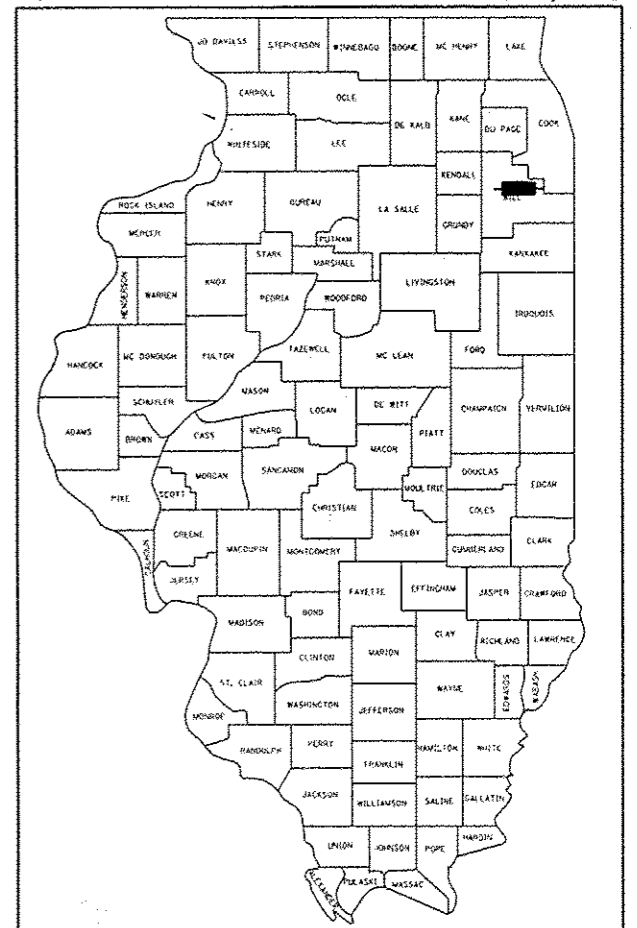 JO DAVIESS STEPHENSON WINNEBAGO BOONE MC HENRY LAKE
CARROLL OGLE DE KALB KANE DU PAGE COOK
WHITESIDE LEE KENDALL WILL
ROCK ISLAND HENRY BUREAU LA SALLE GRUNDY
MERCER PUTNAM KANKAKEE
STARK MARSHALL
HENDERSON WARREN KNOX PEORIA WOODFORD LIVINGSTON IROQUOIS
HANCOCK MC DONOUGH FULTON TAZEWELL MC LEAN FORD
SCHUYLER MASON LOGAN DE WITT CHAMPAIGN VERMILION
ADAMS BROWN CASS MENARD MACON PIATT
PIKE SCOTT MORGAN SANGAMON MOULTRIE DOUGLAS EDGAR
CHRISTIAN COLES
CALHOUN GREENE MACOUPIN MONTGOMERY SHELBY CUMBERLAND CLARK
JERSEY FAYETTE EFFINGHAM JASPER CRAWFORD
MADISON BOND CLAY RICHLAND LAWRENCE
CLINTON MARION
ST. CLAIR WASHINGTON WAYNE EDWARDS WABASH
MONROE JEFFERSON
RANDOLPH PERRY HAMILTON WHITE
FRANKLIN
JACKSON WILLIAMSON SALINE GALLATIN
UNION JOHNSON POPE HARDIN
ALEXANDER PULASKI MASSAC